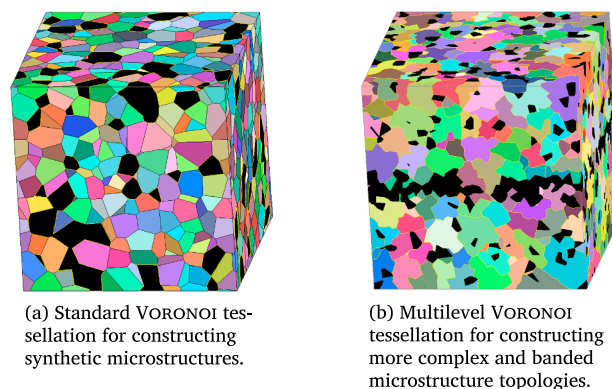 (a) Standard VORONOI tes-
sellation for constructing
synthetic microstructures.
(b) Multilevel VORONOI
tessellation for constructing
more complex and banded
microstructure topologies.